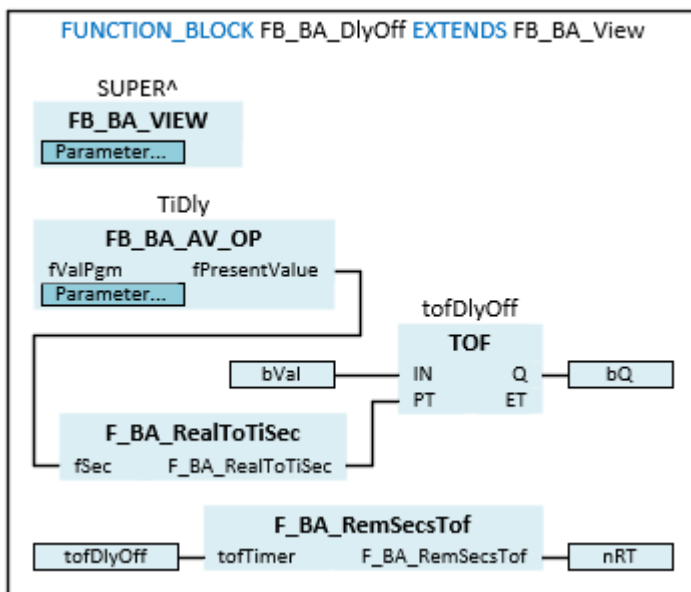 FUNCTION_BLOCK FB_BA_DlyOff EXTENDS FB_BA_View
SUPER^
FB_BA_VIEW
Parameter...
TiDly
FB_BA_AV_OP
fValPgm fPresentValue
Parameter...
tofDlyOff
TOF
bVal IN Q bQ
PT ET
F_BA_RealToTiSec
fSec F_BA_RealToTiSec
F_BA_RemSecsTof
tofDlyOff tofTimer F_BA_RemSecsTof nRT